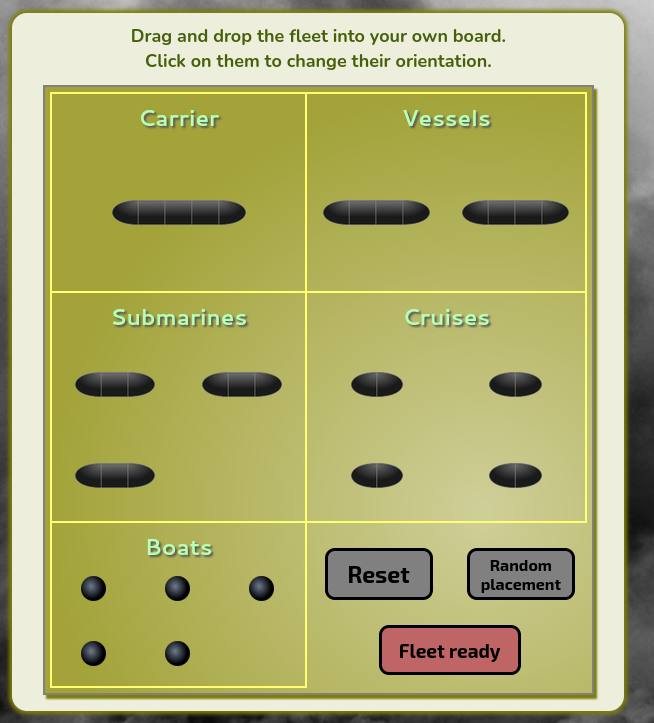 Drag and drop the fleet into your own board.
Click on them to change their orientation.
Carrier
Vessels
Submarines
Cruises
Boats
Reset
Random
placement
Fleet ready